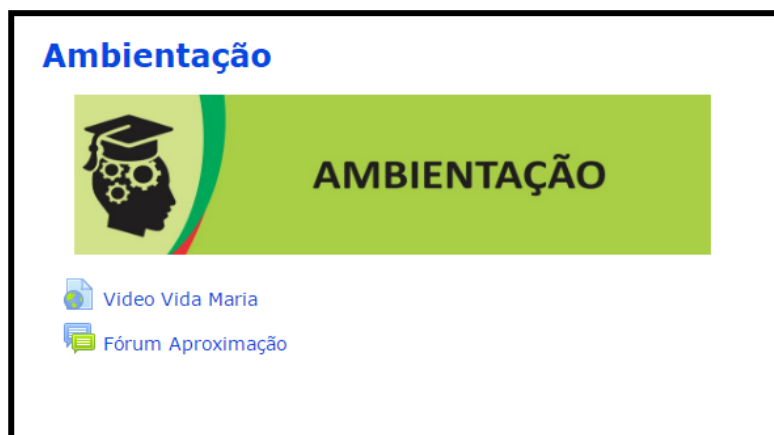 Ambientação
AMBIENTAÇÃO
Video Vida Maria
Fórum Aproximação